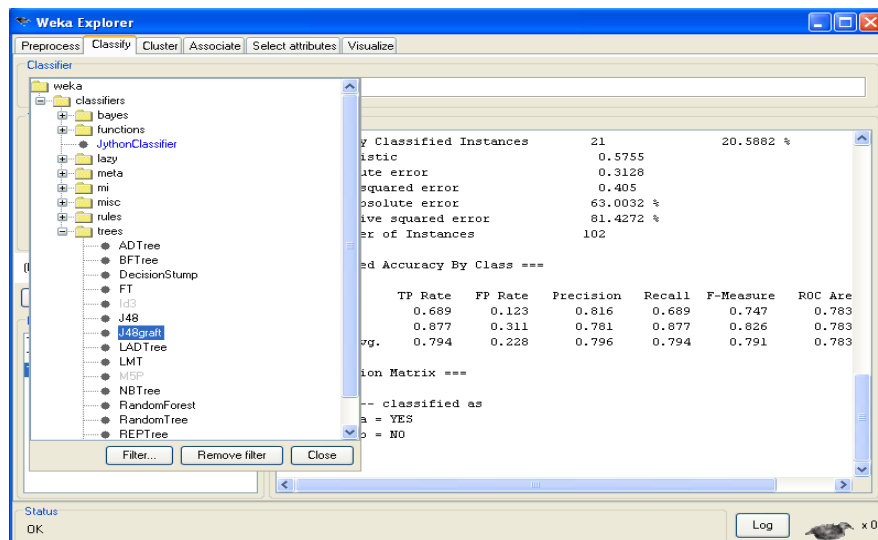 Weka Explorer
Preprocess Classify Cluster Associate Select attributes Visualize
Classifier
weka
classifiers
bayes
functions
JythonClassifier
lazy
meta
mi
misc
rules
trees
ADTree
BFTree
DecisionStump
FT
Id3
J48
J48graft
LADTree
LMT
M5P
NBTree
RandomForest
RandomTree
REPTree
Filter... Remove filter Close
y Classified Instances 21 20.5882 %
istic 0.5755
ute error 0.3128
squared error 0.405
bsolute error 63.0032 %
ive squared error 81.4272 %
er of Instances 102
ed Accuracy By Class ===
TP Rate FP Rate Precision Recall F-Measure ROC Are
0.689 0.123 0.816 0.689 0.747 0.783
0.877 0.311 0.781 0.877 0.826 0.783
vg. 0.794 0.228 0.796 0.794 0.791 0.783
ion Matrix ===
-- classified as
a = YES
b = NO
Status
OK
Log
x 0